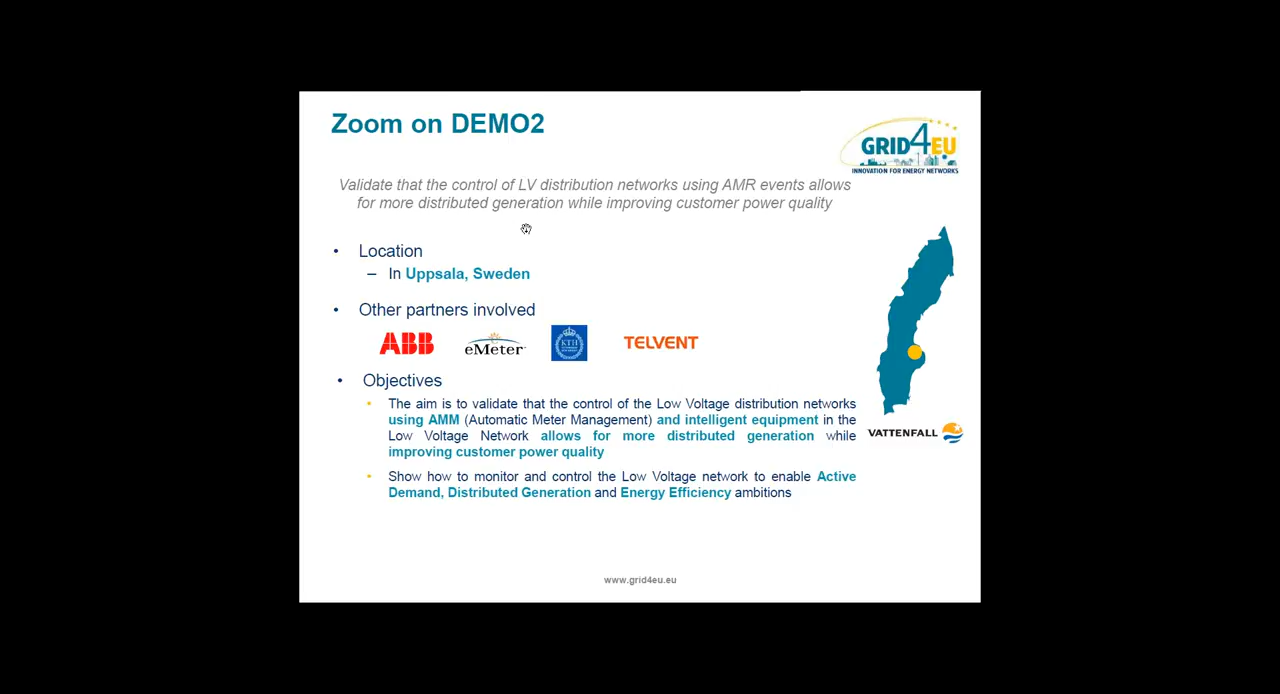 Zoom on DEMO2
GRID4EU
INNOVATION FOR ENERGY NETWORKS
Validate that the control of LV distribution networks using AMR events allows
for more distributed generation while improving customer power quality
• Location
– In Uppsala, Sweden
• Other partners involved
ABB eMeter KTH TELVENT
• Objectives
• The aim is to validate that the control of the Low Voltage distribution networks
using AMM (Automatic Meter Management) and intelligent equipment in the
Low Voltage Network allows for more distributed generation while
improving customer power quality
VATTENFALL
• Show how to monitor and control the Low Voltage network to enable Active
Demand, Distributed Generation and Energy Efficiency ambitions
www.grid4eu.eu